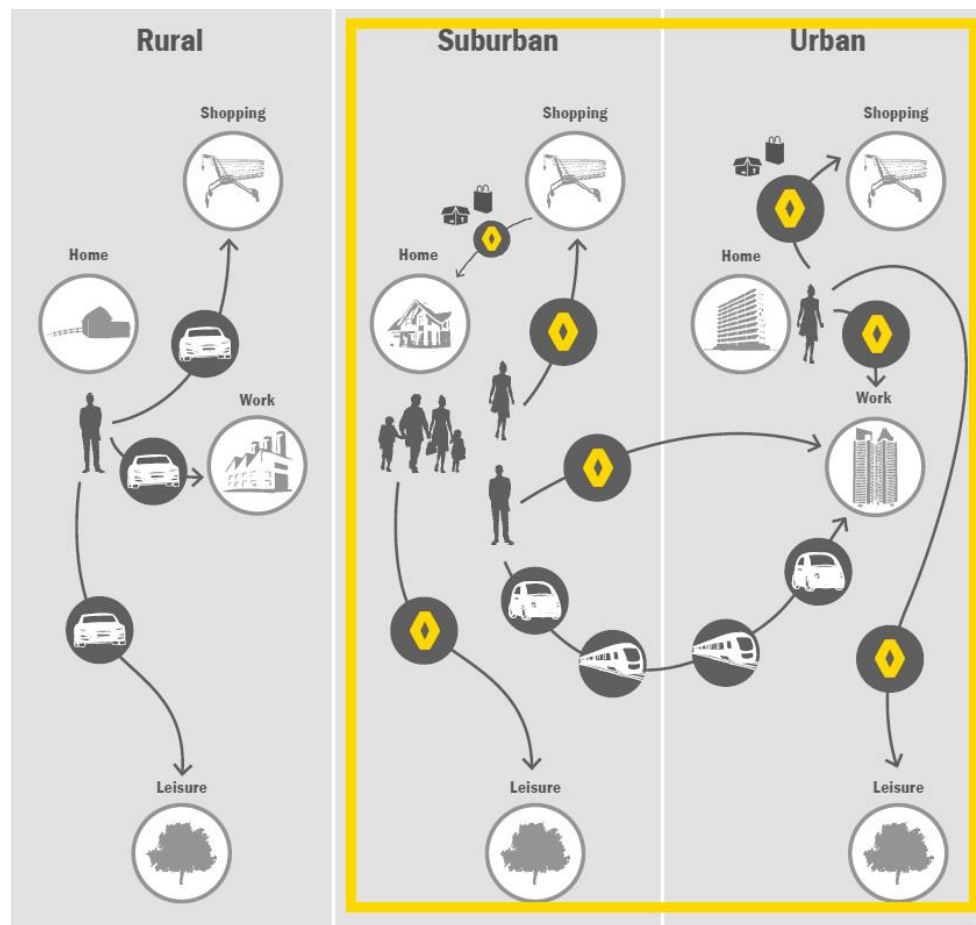 Rural
Suburban
Urban
Shopping
Shopping
Shopping
Home
Home
Home
Work
Work
Leisure
Leisure
Leisure